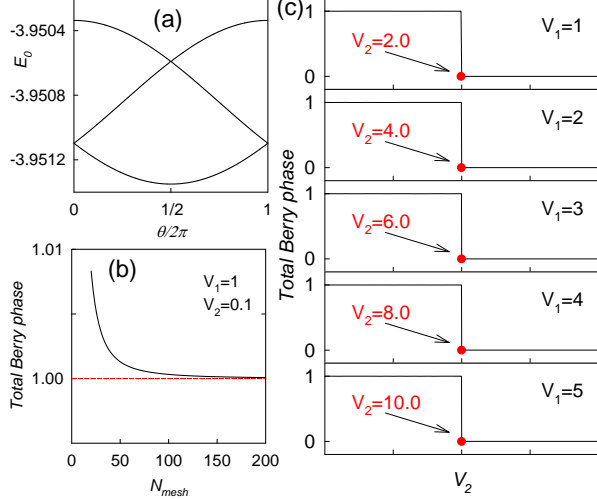 (a)
E0
-3.9504
-3.9508
-3.9512
0
1/2
1
θ/2π
(b)
V1=1
V2=0.1
Total Berry phase
1.01
1.00
0
50
100
150
200
Nmesh
(c)
Total Berry phase
1
0
V2=2.0
V1=1
1
0
V2=4.0
V1=2
1
0
V2=6.0
V1=3
1
0
V2=8.0
V1=4
1
0
V2=10.0
V1=5
V2